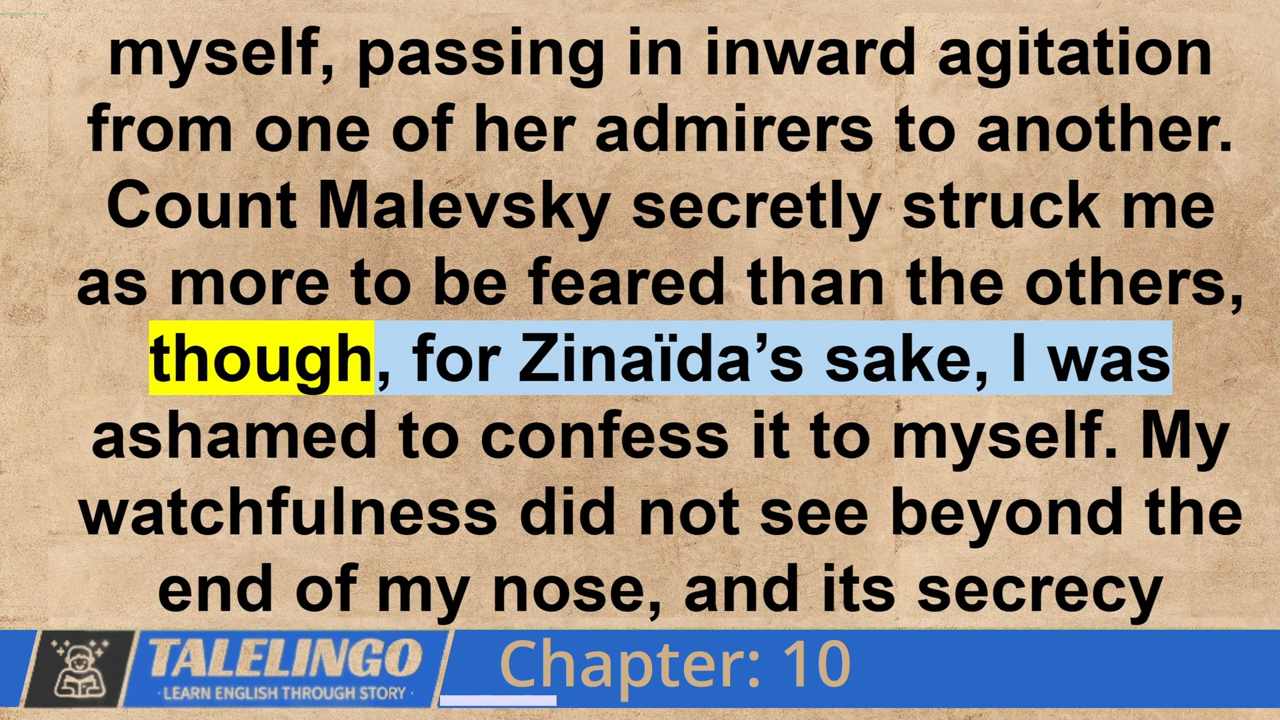 myself, passing in inward agitation
from one of her admirers to another.
Count Malevsky secretly struck me
as more to be feared than the others,
though, for Zinaïda’s sake, I was
ashamed to confess it to myself. My
watchfulness did not see beyond the
end of my nose, and its secrecy
TALELINGO
· LEARN ENGLISH THROUGH STORY ·
Chapter: 10